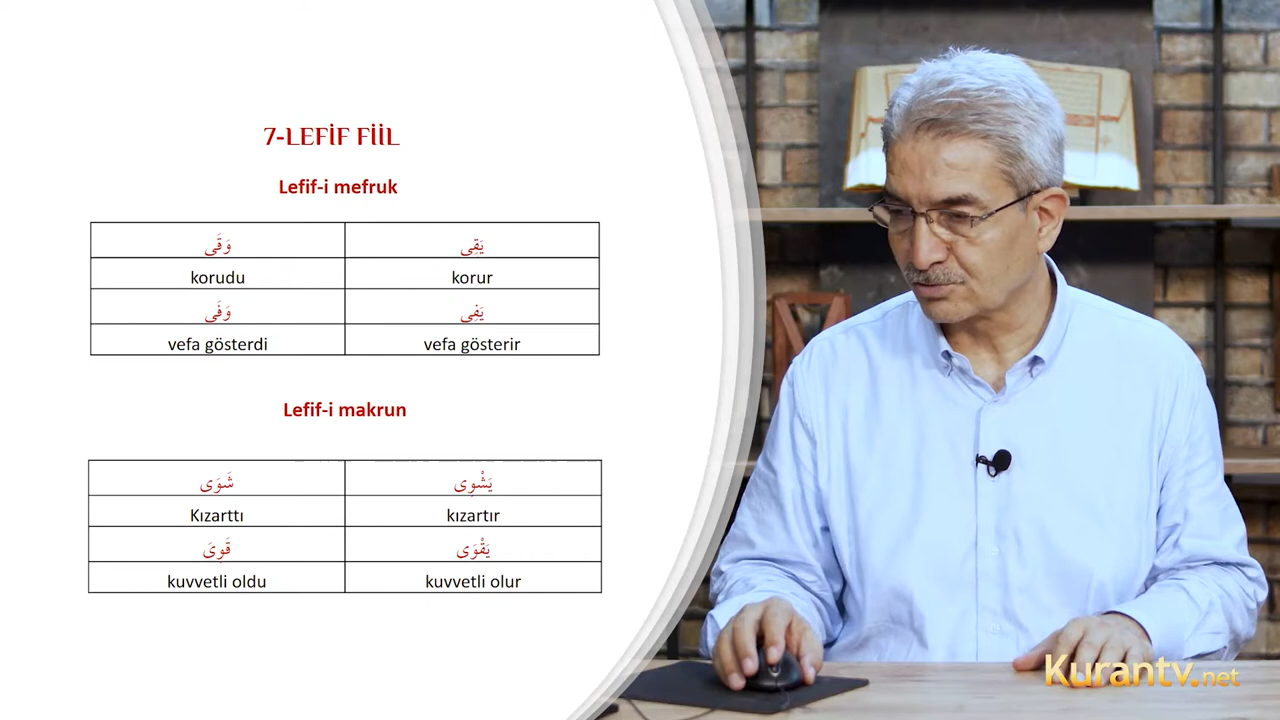 7-LEFİF FİİL
Lefif-i mefruk
وَقَى يَقِى
korudu korur
وَفَى يَفِى
vefa gösterdi vefa gösterir
Lefif-i makrun
شَوَى يَشْوِى
Kızarttı kızartır
قَوِىَ يَقْوَى
kuvvetli oldu kuvvetli olur
Kurantv.net